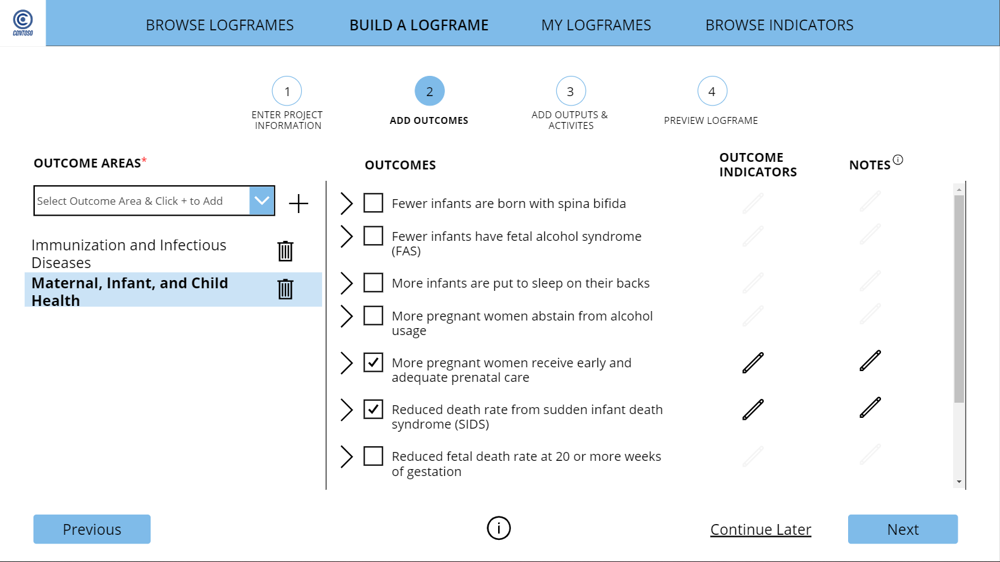 CONTOSO
BROWSE LOGFRAMES
BUILD A LOGFRAME
MY LOGFRAMES
BROWSE INDICATORS
1
ENTER PROJECT
INFORMATION
2
ADD OUTCOMES
3
ADD OUTPUTS &
ACTIVITES
4
PREVIEW LOGFRAME
OUTCOME AREAS*
Select Outcome Area & Click + to Add
Immunization and Infectious
Diseases
Maternal, Infant, and Child
Health
OUTCOMES
OUTCOME
INDICATORS
NOTES
Fewer infants are born with spina bifida
Fewer infants have fetal alcohol syndrome
(FAS)
More infants are put to sleep on their backs
More pregnant women abstain from alcohol
usage
More pregnant women receive early and
adequate prenatal care
Reduced death rate from sudden infant death
syndrome (SIDS)
Reduced fetal death rate at 20 or more weeks
of gestation
Previous
Continue Later
Next